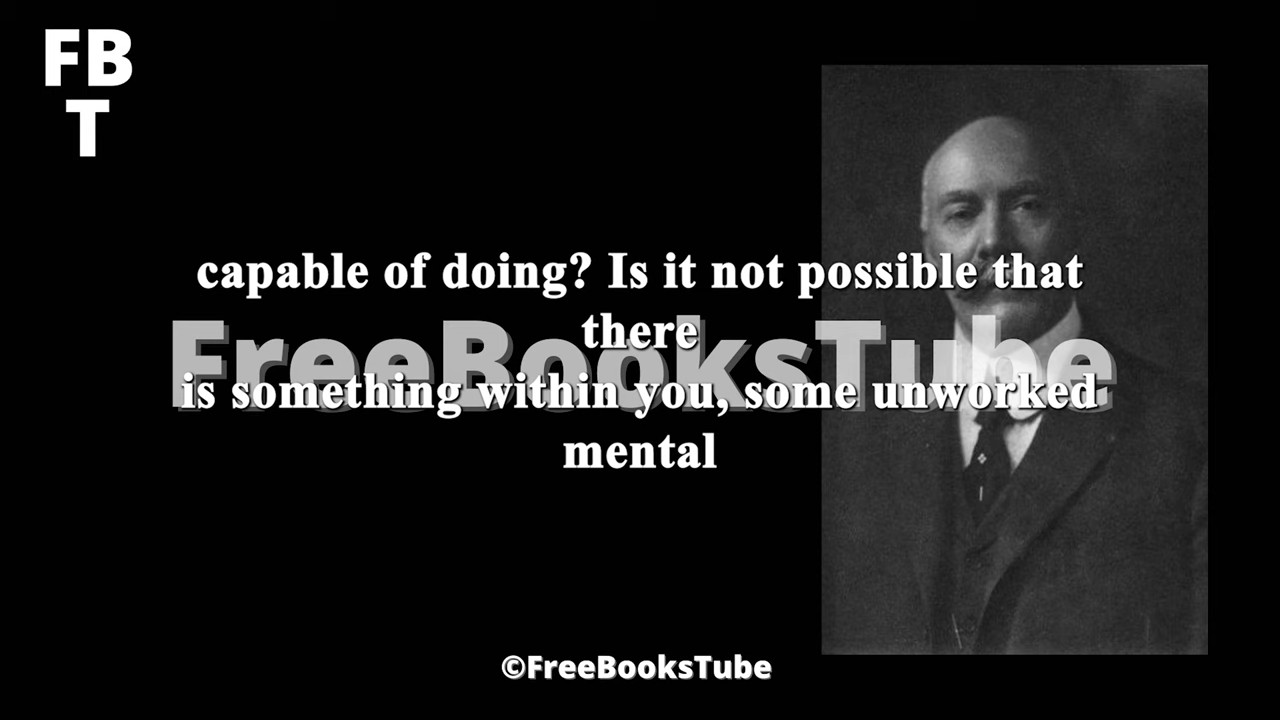 FB
T
capable of doing? Is it not possible that
there
FreeBooksTube
is something within you, some unworked
mental
©FreeBooksTube